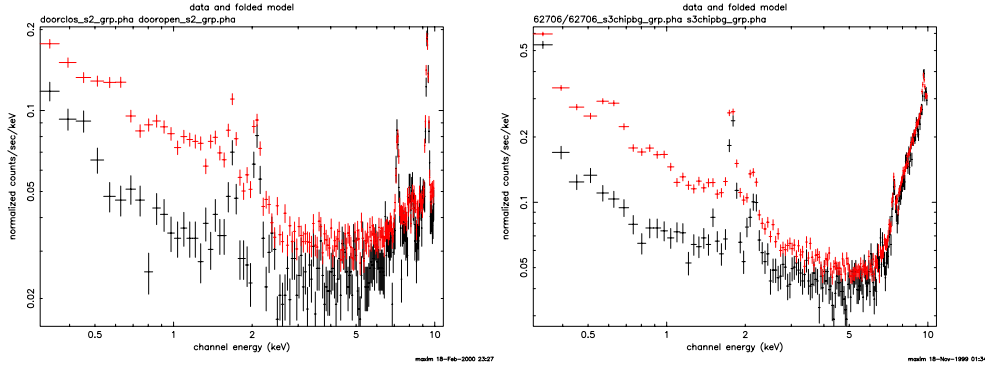 data and folded model
doorclos_s2_grp.pha dooropen_s2_grp.pha
0.2
0.1
0.05
0.02
normalized counts/sec/keV
0.5
1
2
5
10
channel energy (keV)
maxim 18-Feb-2000 23:27
data and folded model
62706/62706_s3chipbg_grp.pha s3chipbg_grp.pha
0.5
0.2
0.1
0.05
normalized counts/sec/keV
0.5
1
2
5
10
channel energy (keV)
maxim 18-Nov-1999 01:34